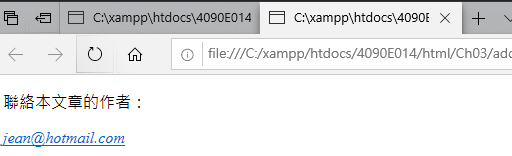 C:\xampp\htdocs\4090E014
C:\xampp\htdocs\4090E
file:///C:/xampp/htdocs/4090E014/html/Ch03/add
聯絡本文章的作者：
jean@hotmail.com